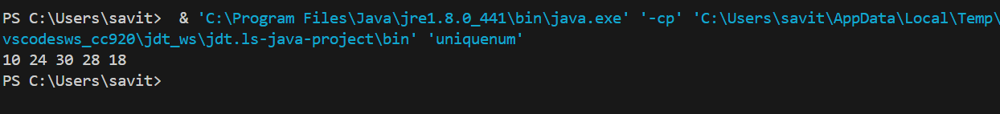 PS C:\Users\savit>  & 'C:\Program Files\Java\jre1.8.0_441\bin\java.exe' '-cp' 'C:\Users\savit\AppData\Local\Temp\
vscodesws_cc920\jdt_ws\jdt.ls-java-project\bin' 'uniquenum'
10 24 30 28 18
PS C:\Users\savit>